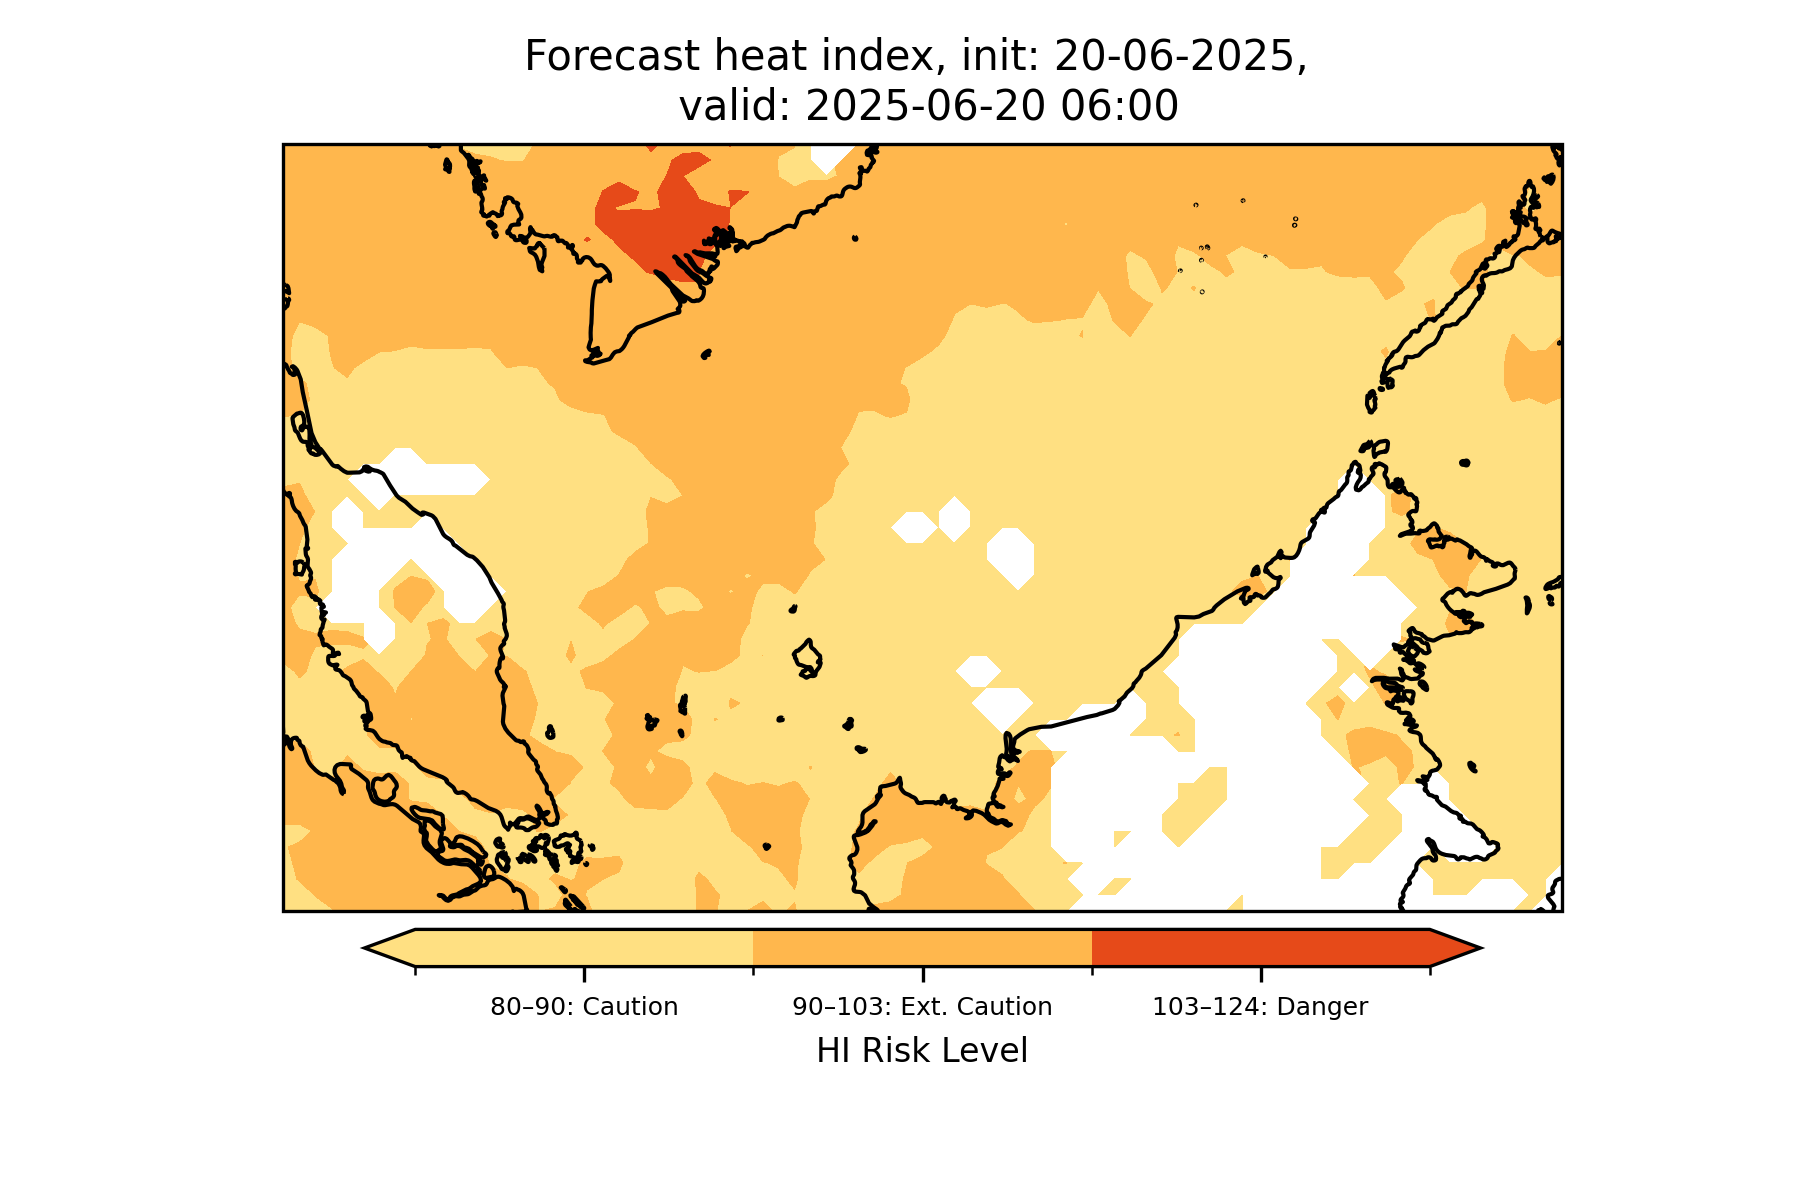 Forecast heat index, init: 20-06-2025,
valid: 2025-06-20 06:00
80–90: Caution
90–103: Ext. Caution
103–124: Danger
HI Risk Level